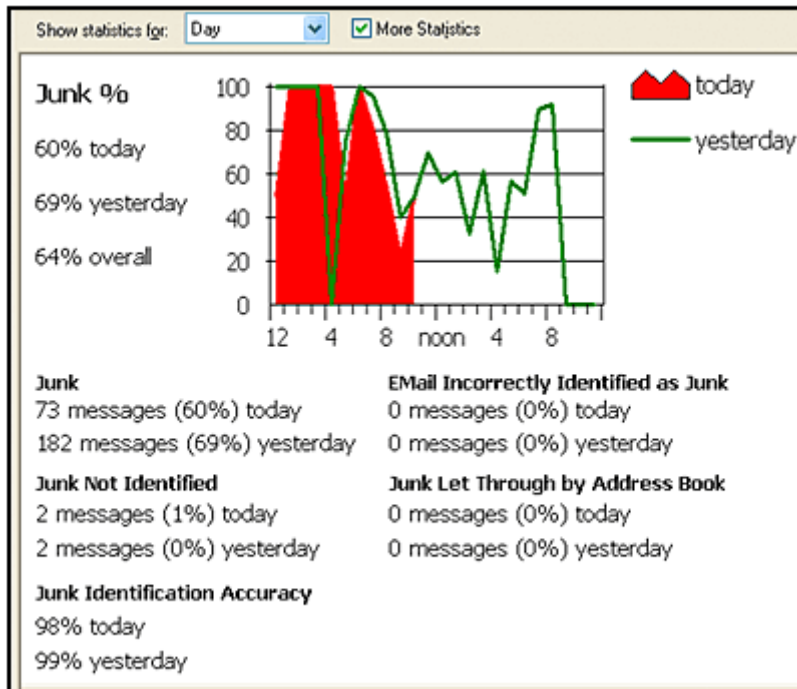 Show statistics for: Day More Statistics
Junk %
60% today
69% yesterday
64% overall
100
80
60
40
20
0
12 4 8 noon 4 8
today
yesterday
Junk
73 messages (60%) today
182 messages (69%) yesterday
EMail Incorrectly Identified as Junk
0 messages (0%) today
0 messages (0%) yesterday
Junk Not Identified
2 messages (1%) today
2 messages (0%) yesterday
Junk Let Through by Address Book
0 messages (0%) today
0 messages (0%) yesterday
Junk Identification Accuracy
98% today
99% yesterday